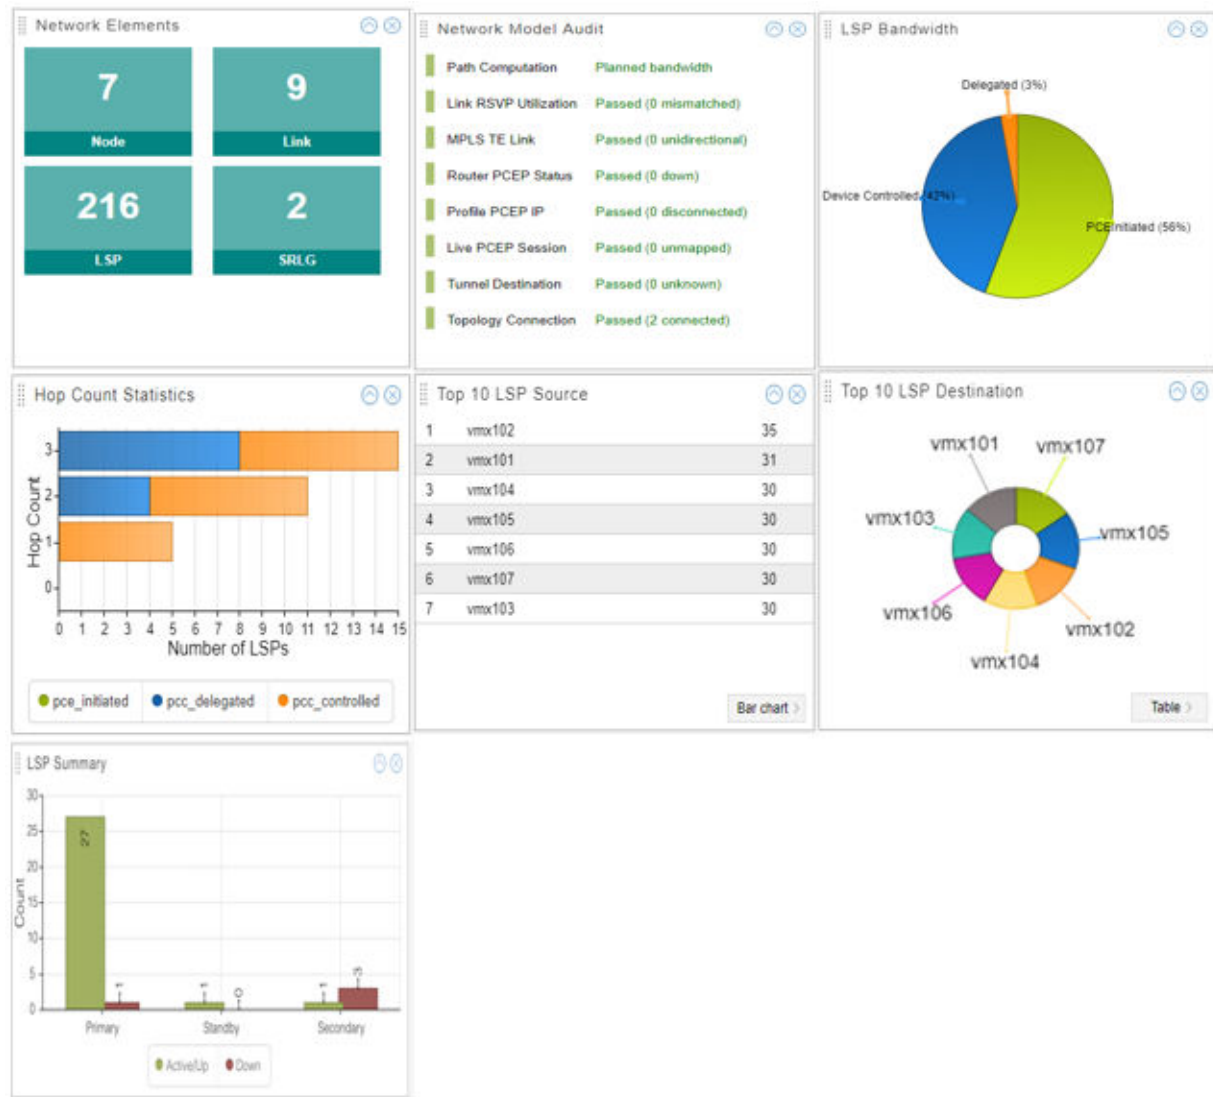 Network Elements
7
Node
9
Link
216
LSP
2
SRLG
Network Model Audit
Path Computation Planned bandwidth
Link RSVP Utilization Passed (0 mismatched)
MPLS TE Link Passed (0 unidirectional)
Router PCEP Status Passed (0 down)
Profile PCEP IP Passed (0 disconnected)
Live PCEP Session Passed (0 unmapped)
Tunnel Destination Passed (0 unknown)
Topology Connection Passed (2 connected)
LSP Bandwidth
Delegated (3%)
Device Controlled (42%)
PCEInitiated (56%)
Hop Count Statistics
Hop Count
3
2
1
0
0 1 2 3 4 5 6 7 8 9 10 11 12 13 14 15
Number of LSPs
pce_initiated pcc_delegated pcc_controlled
Top 10 LSP Source
1 vmx102 35
2 vmx101 31
3 vmx104 30
4 vmx105 30
5 vmx106 30
6 vmx107 30
7 vmx103 30
Bar chart
Top 10 LSP Destination
vmx101 vmx107
vmx103 vmx105
vmx106 vmx102
vmx104
Table
LSP Summary
Count
30
25
20
15
10
5
0
27 1 1 0 1 3
Primary Standby Secondary
Active/Up Down